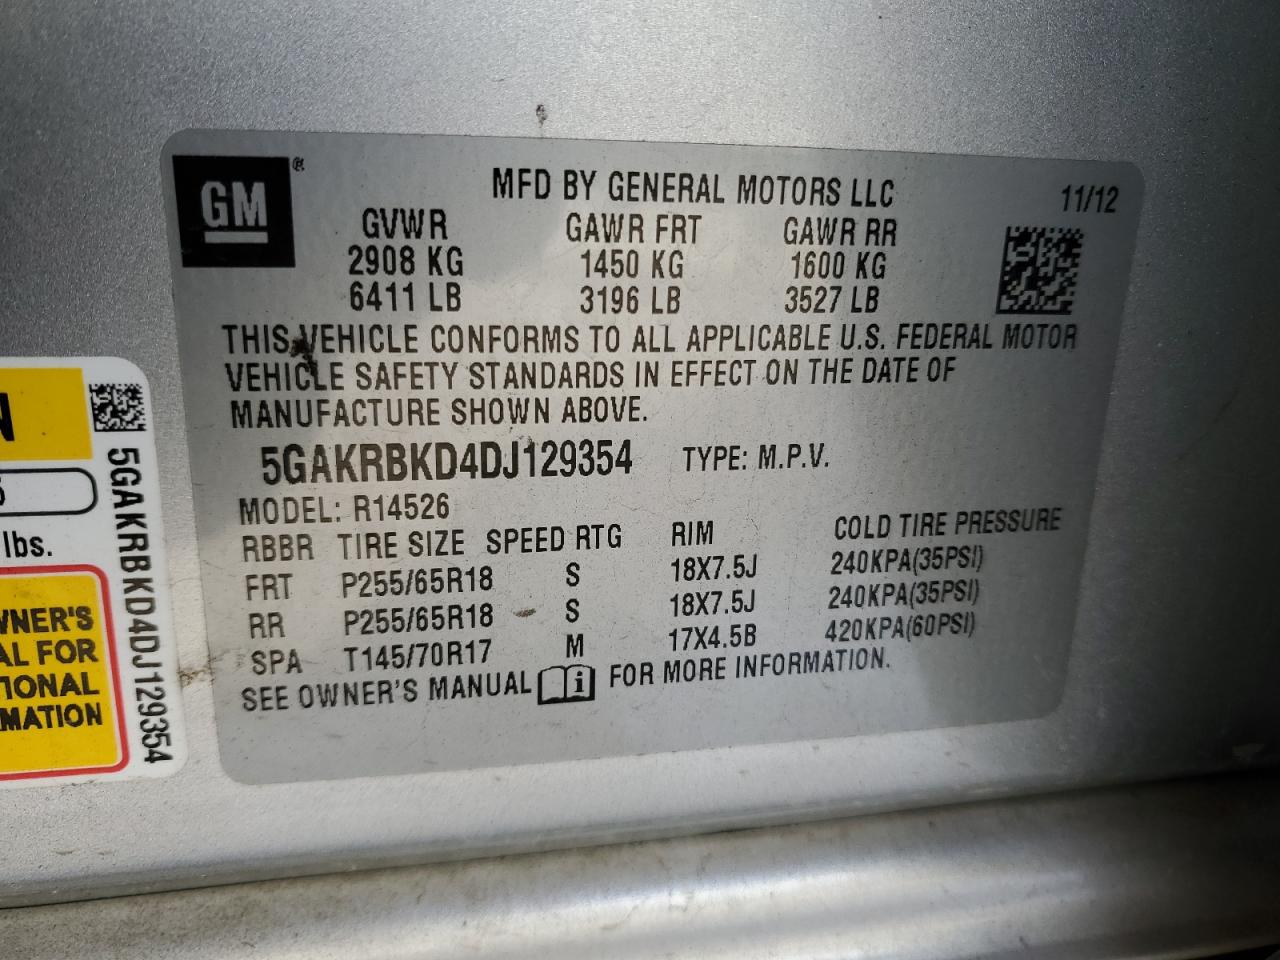 GM®
MFD BY GENERAL MOTORS LLC 11/12
GVWR GAWR FRT GAWR RR
2908 KG 1450 KG 1600 KG
6411 LB 3196 LB 3527 LB
THIS VEHICLE CONFORMS TO ALL APPLICABLE U.S. FEDERAL MOTOR
VEHICLE SAFETY STANDARDS IN EFFECT ON THE DATE OF
MANUFACTURE SHOWN ABOVE.
5GAKRBKD4DJ129354 TYPE: M.P.V.
MODEL: R14526
RBBR TIRE SIZE SPEED RTG RIM COLD TIRE PRESSURE
FRT P255/65R18 S 18X7.5J 240KPA(35PSI)
RR P255/65R18 S 18X7.5J 240KPA(35PSI)
SPA T145/70R17 M 17X4.5B 420KPA(60PSI)
SEE OWNER'S MANUAL i FOR MORE INFORMATION.
N
lbs.
WNER'S
AL FOR
TIONAL
MATION
5GAKRBKD4DJ129354